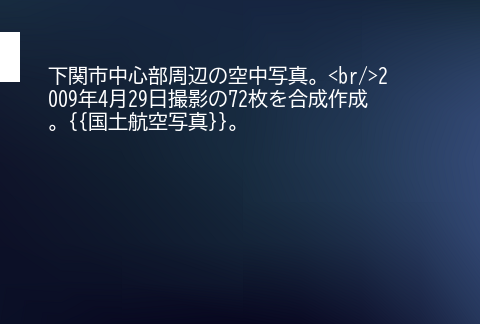 下関市中心部周辺の空中写真。<br/>2
009年4月29日撮影の72枚を合成作成
。{{国土航空写真}}。